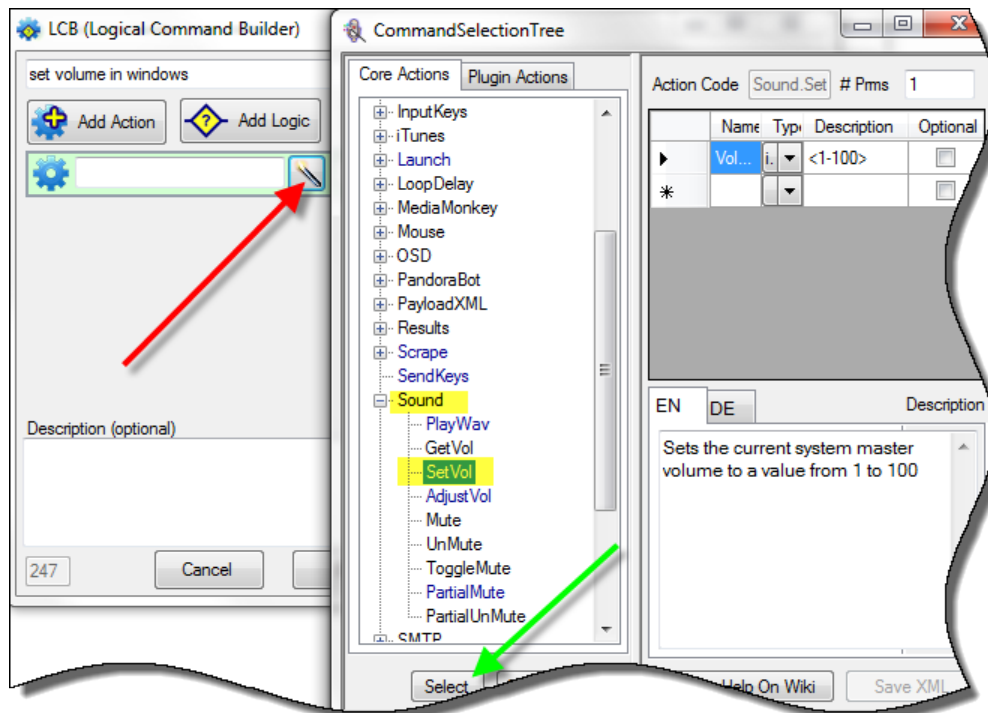 LCB (Logical Command Builder)
set volume in windows
Add Action
Add Logic
Description (optional)
247
Cancel
CommandSelectionTree
Core Actions
Plugin Actions
InputKeys
iTunes
Launch
LoopDelay
MediaMonkey
Mouse
OSD
PandoraBot
PayloadXML
Results
Scrape
SendKeys
Sound
PlayWav
GetVol
SetVol
AdjustVol
Mute
UnMute
ToggleMute
PartialMute
PartialUnMute
SMTP
Select
Action Code Sound.Set # Prms 1
Name Type Description Optional
Vol... i. <1-100>
EN
DE
Description
Sets the current system master
volume to a value from 1 to 100
Help On Wiki
Save XML